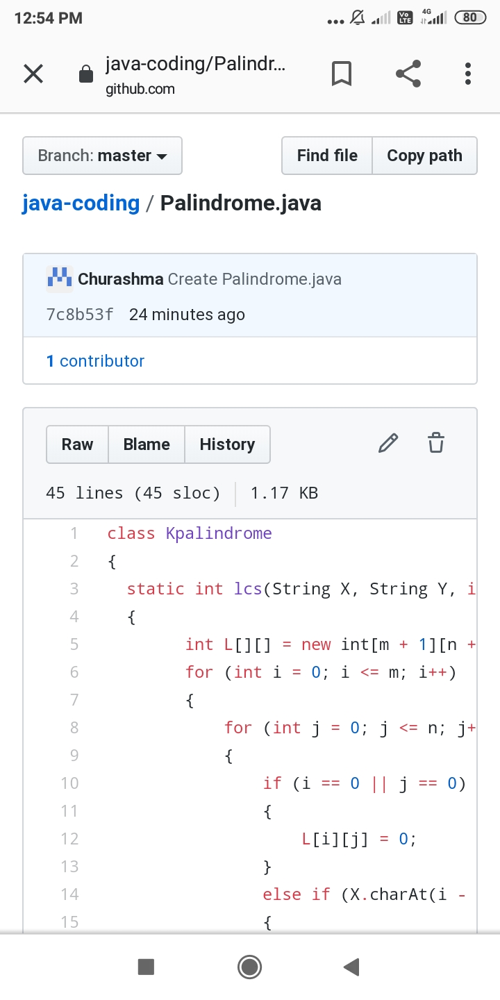 12:54 PM
Vo LTE 4G 80
java-coding/Palindr...
github.com
Branch: master
Find file Copy path
java-coding / Palindrome.java
Churashma Create Palindrome.java
7c8b53f 24 minutes ago
1 contributor
Raw Blame History
45 lines (45 sloc) 1.17 KB
1 class Kpalindrome
2 {
3 static int lcs(String X, String Y, i
4 {
5 int L[][] = new int[m + 1][n +
6 for (int i = 0; i <= m; i++)
7 {
8 for (int j = 0; j <= n; j+
9 {
10 if (i == 0 || j == 0)
11 {
12 L[i][j] = 0;
13 }
14 else if (X.charAt(i -
15 {